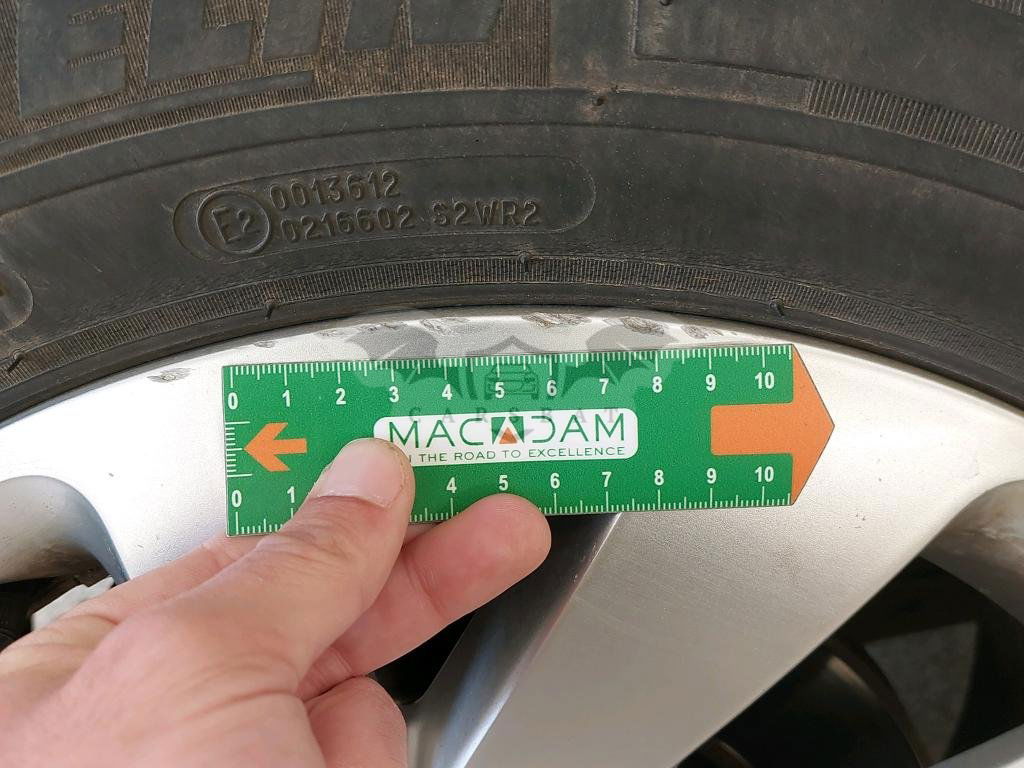 E2
0013612
0216602 S2WR2
0 1 2 3 4 5 6 7 8 9 10
CARSBAT
MACADAM
THE ROAD TO EXCELLENCE
0 1 4 5 6 7 8 9 10